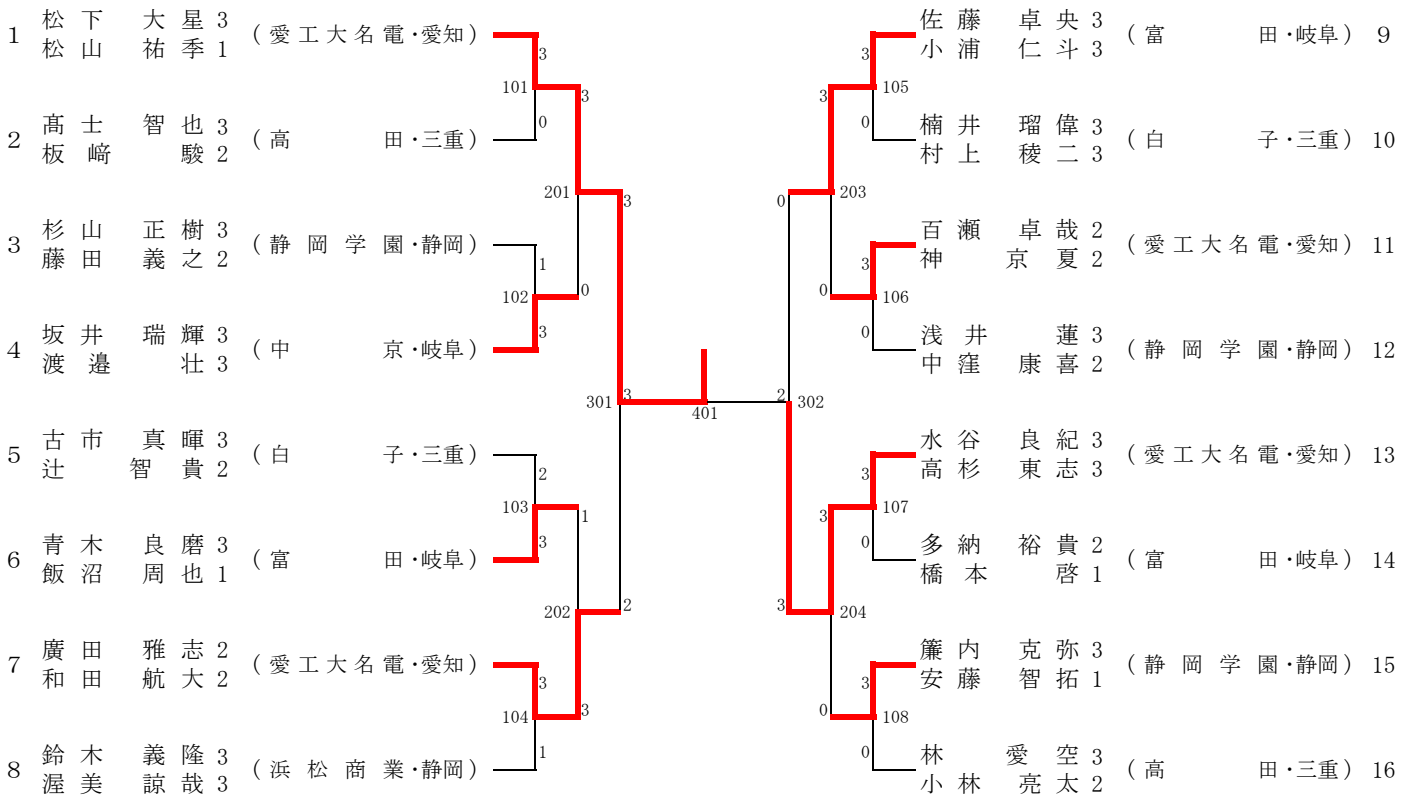 松下 大星 3
1 (愛工大名電・愛知)
松山 祐季 1
3
101
3
0
髙士 智也 3
2 (高田・三重)
板﨑 駿 2
201
3
杉山 正樹 3
3 (静岡学園・静岡)
藤田 義之 2
1
102
0
3
坂井 瑞輝 3
4 (中京・岐阜)
渡邉 壮 3
301
3
古市 真暉 3
5 (白子・三重)
辻 智貴 2
2
103
1
3
青木 良磨 3
6 (富田・岐阜)
飯沼 周也 1
202
2
廣田 雅志 2
7 (愛工大名電・愛知)
和田 航大 2
3
104
3
1
鈴木 義隆 3
8 (浜松商業・静岡)
渥美 諒哉 3
401
佐藤 卓央 3
(富田・岐阜) 9
小浦 仁斗 3
3
3
105
0
楠井 瑠偉 3
(白子・三重) 10
村上 稜二 3
0
203
百瀬 卓哉 2
(愛工大名電・愛知) 11
神 京夏 2
3
0
106
0
浅井 蓮 3
(静岡学園・静岡) 12
中窪 康喜 2
2
302
水谷 良紀 3
(愛工大名電・愛知) 13
高杉 東志 3
3
3
107
0
多納 裕貴 2
(富田・岐阜) 14
橋本 啓 1
3
204
簾内 克弥 3
(静岡学園・静岡) 15
安藤 智拓 1
3
0
108
0
林 愛空 3
(高田・三重) 16
小林 亮太 2